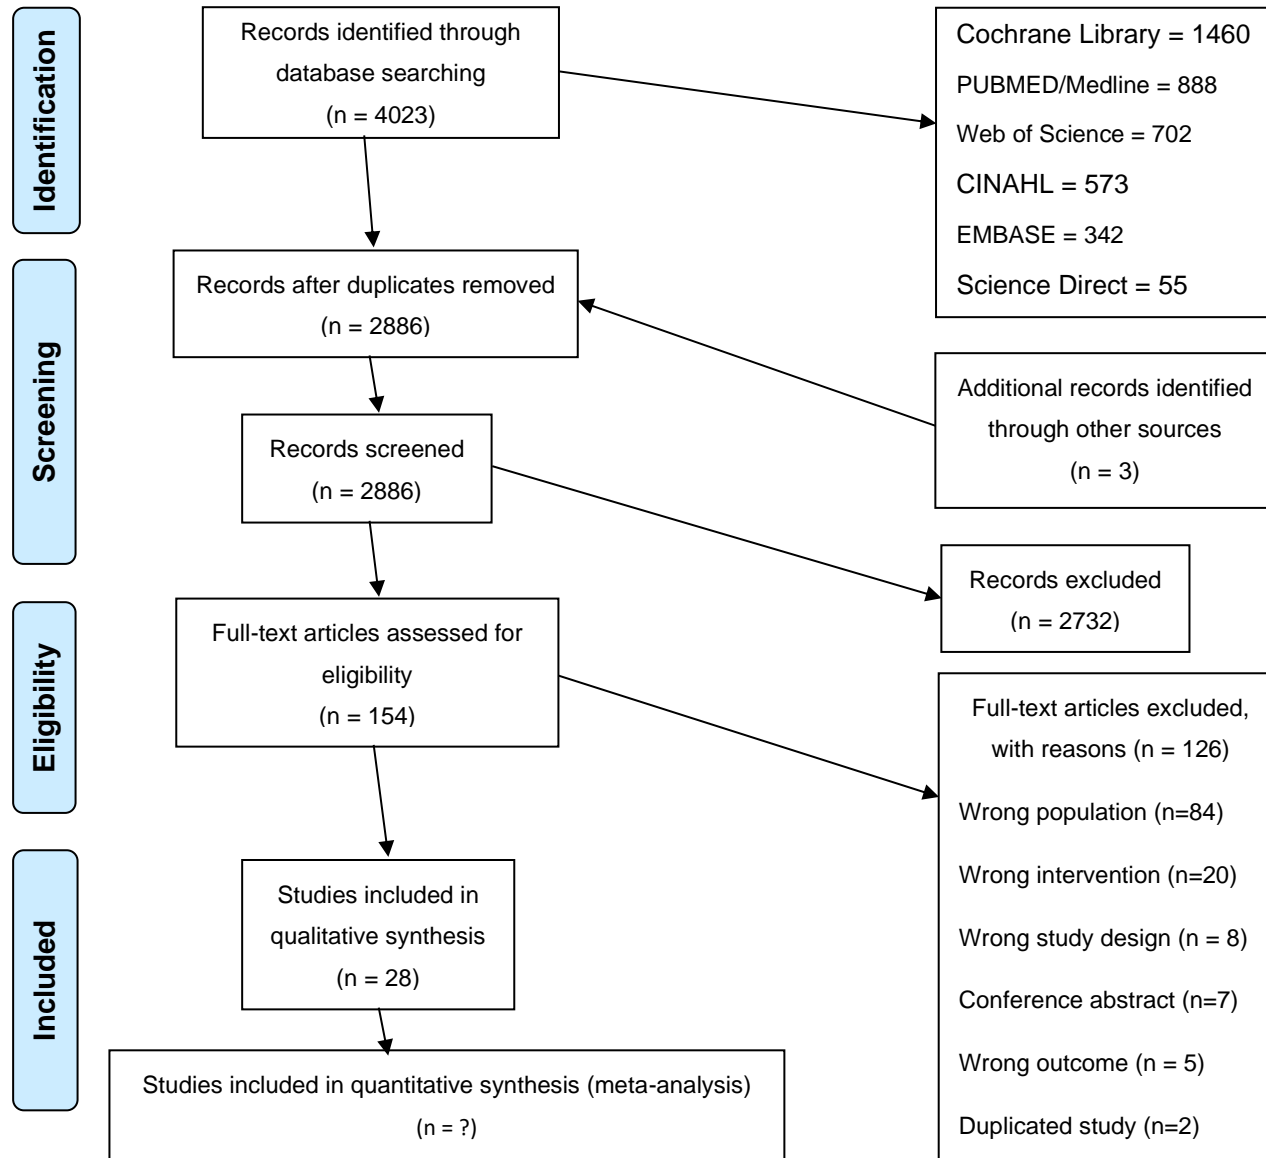 Identification
Records identified through
database searching
(n = 4023)
Cochrane Library = 1460
PUBMED/Medline = 888
Web of Science = 702
CINAHL = 573
EMBASE = 342
Science Direct = 55
Screening
Records after duplicates removed
(n = 2886)
Additional records identified
through other sources
(n = 3)
Records screened
(n = 2886)
Records excluded
(n = 2732)
Eligibility
Full-text articles assessed for
eligibility
(n = 154)
Full-text articles excluded,
with reasons (n = 126)
Wrong population (n=84)
Wrong intervention (n=20)
Wrong study design (n = 8)
Conference abstract (n=7)
Wrong outcome (n = 5)
Duplicated study (n=2)
Included
Studies included in
qualitative synthesis
(n = 28)
Studies included in quantitative synthesis (meta-analysis)
(n = ?)